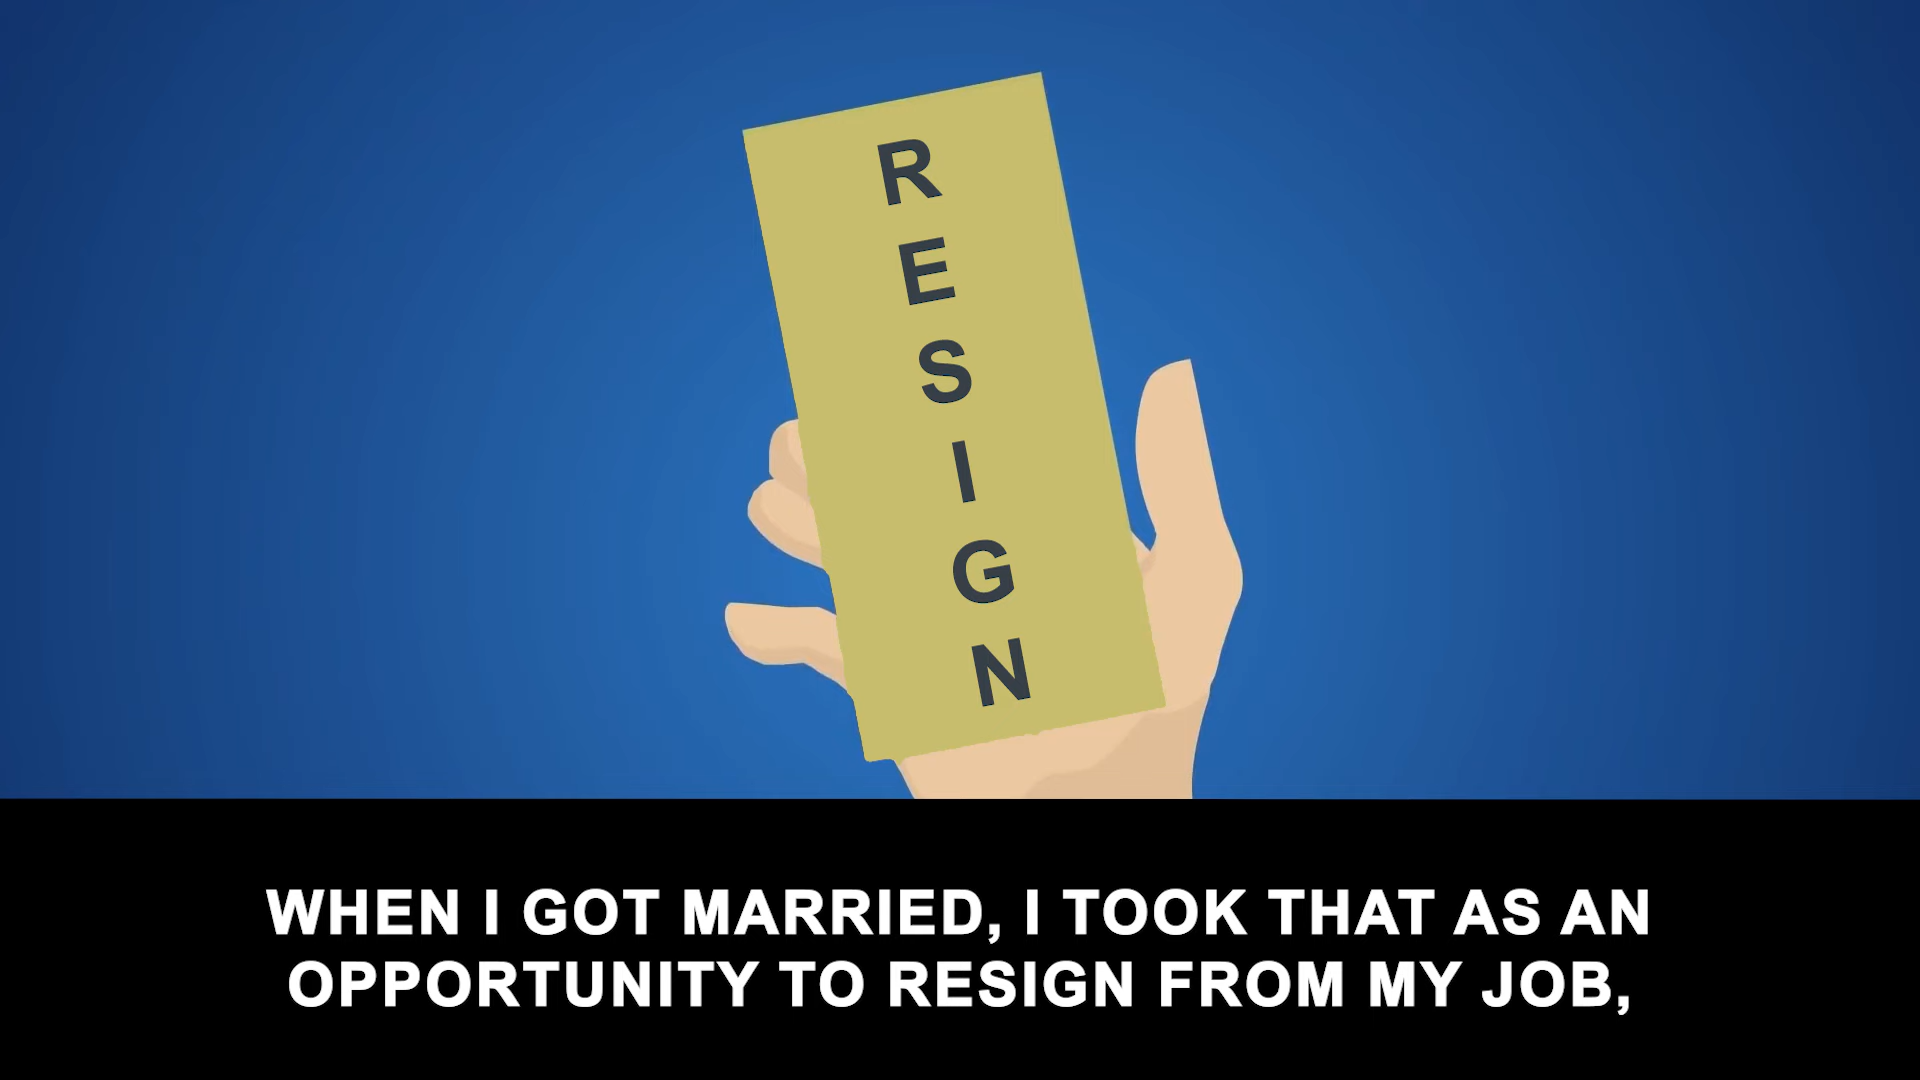 RESIGN
WHEN I GOT MARRIED, I TOOK THAT AS AN
OPPORTUNITY TO RESIGN FROM MY JOB,